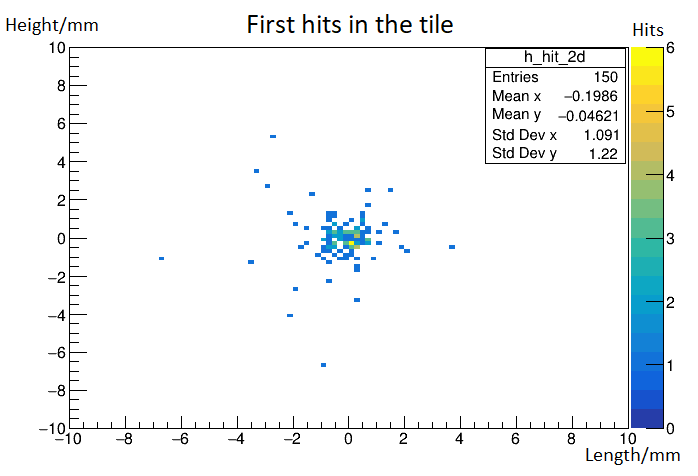 First hits in the tile
Height/mm
Hits
h_hit_2d
Entries 150
Mean x −0.1986
Mean y −0.04621
Std Dev x 1.091
Std Dev y 1.22
10
8
6
4
2
0
−2
−4
−6
−8
−10
−10 −8 −6 −4 −2 0 2 4 6 8 10
Length/mm
6
5
4
3
2
1
0